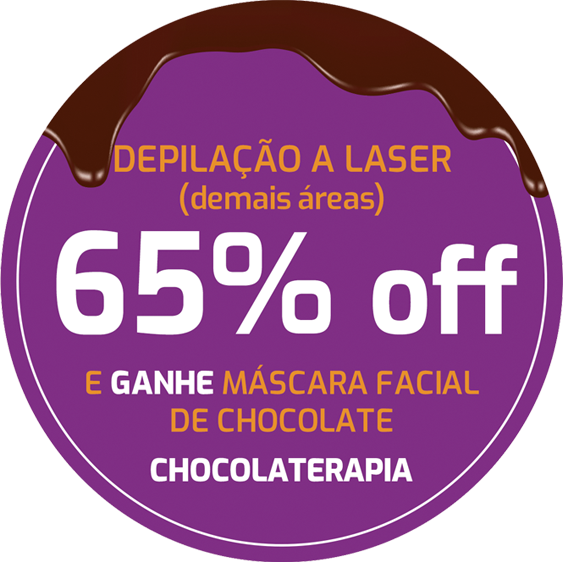 DEPILAÇÃO A LASER
(demais áreas)
65% off
E GANHE MÁSCARA FACIAL
DE CHOCOLATE
CHOCOLATERAPIA